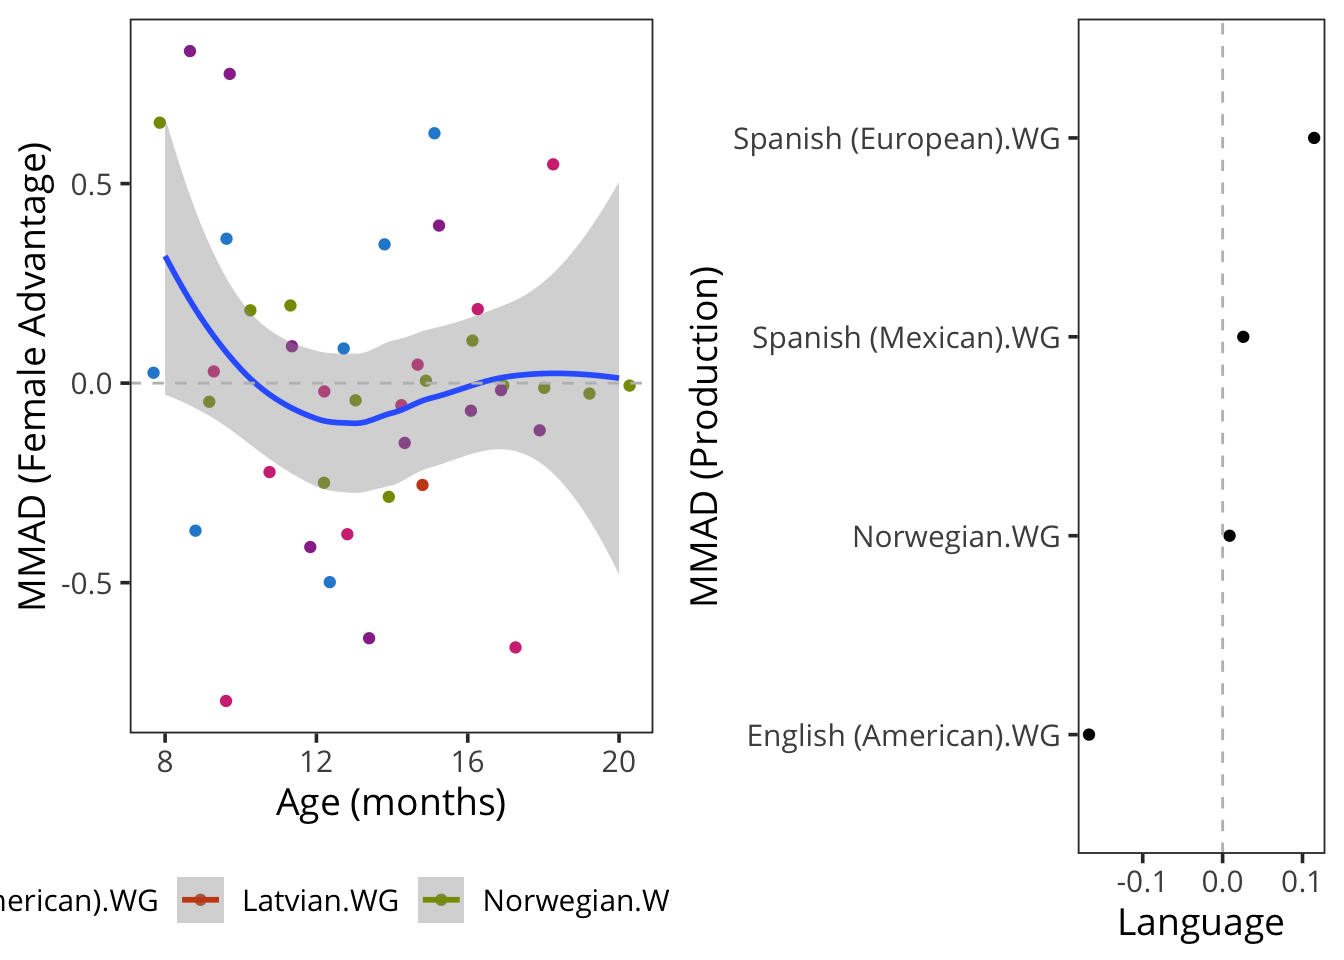 MMAD (Female Advantage)
0.5
0.0
-0.5
8 12 16 20
Age (months)
nerican).WG Latvian.WG Norwegian.W
MMAD (Production)
Spanish (European).WG
Spanish (Mexican).WG
Norwegian.WG
English (American).WG
-0.1 0.0 0.1
Language